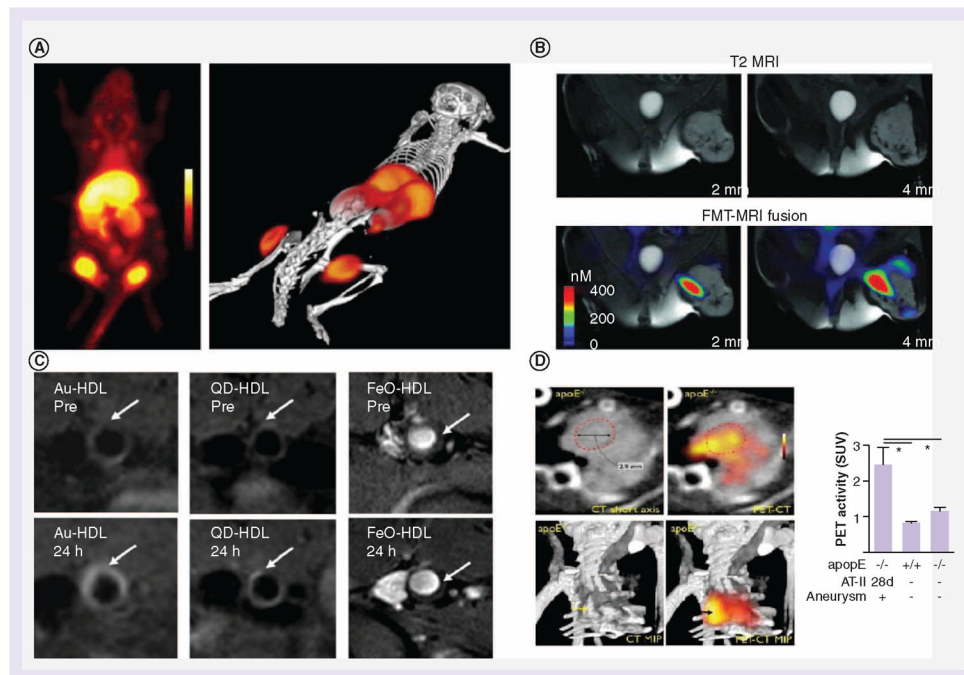 A
B
T2 MRI
2 mm
4 mm
FMT-MRI fusion
nM
400
200
0
2 mm
4 mm
C
Au-HDL
Pre
QD-HDL
Pre
FeO-HDL
Pre
Au-HDL
24 h
QD-HDL
24 h
FeO-HDL
24 h
D
apoE-/-
2.9 mm
CT short axis
apoE-/-
PET-CT
apoE-/-
CT MIP
apoE-/-
PET-CT MIP
PET activity (SUV)
3
2
1
* *
apopE -/- +/+ -/-
AT-II 28d - -
Aneurysm + - -